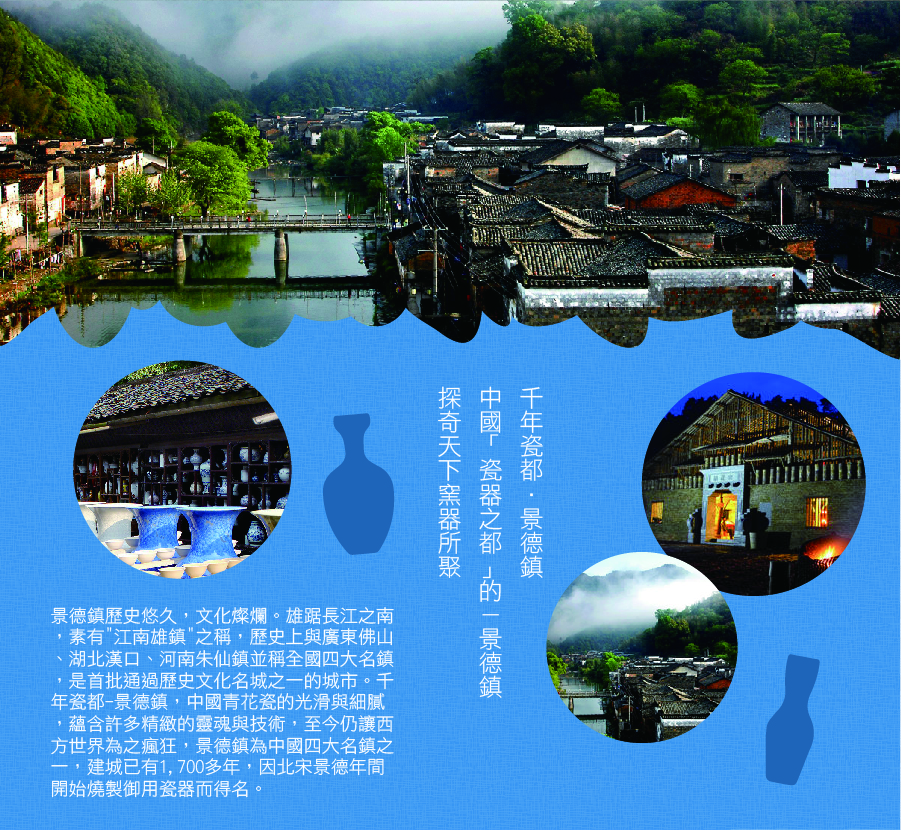 千年瓷都．景德鎮
中國「瓷器之都」的－景德鎮
探奇天下窯器所聚
景德鎮歷史悠久，文化燦爛。雄踞長江之南
，素有"江南雄鎮"之稱，歷史上與廣東佛山
、湖北漢口、河南朱仙鎮並稱全國四大名鎮
，是首批通過歷史文化名城之一的城市。千
年瓷都-景德鎮，中國青花瓷的光滑與細膩
，蘊含許多精緻的靈魂與技術，至今仍讓西
方世界為之瘋狂，景德鎮為中國四大名鎮之
一，建城已有1,700多年，因北宋景德年間
開始燒製御用瓷器而得名。